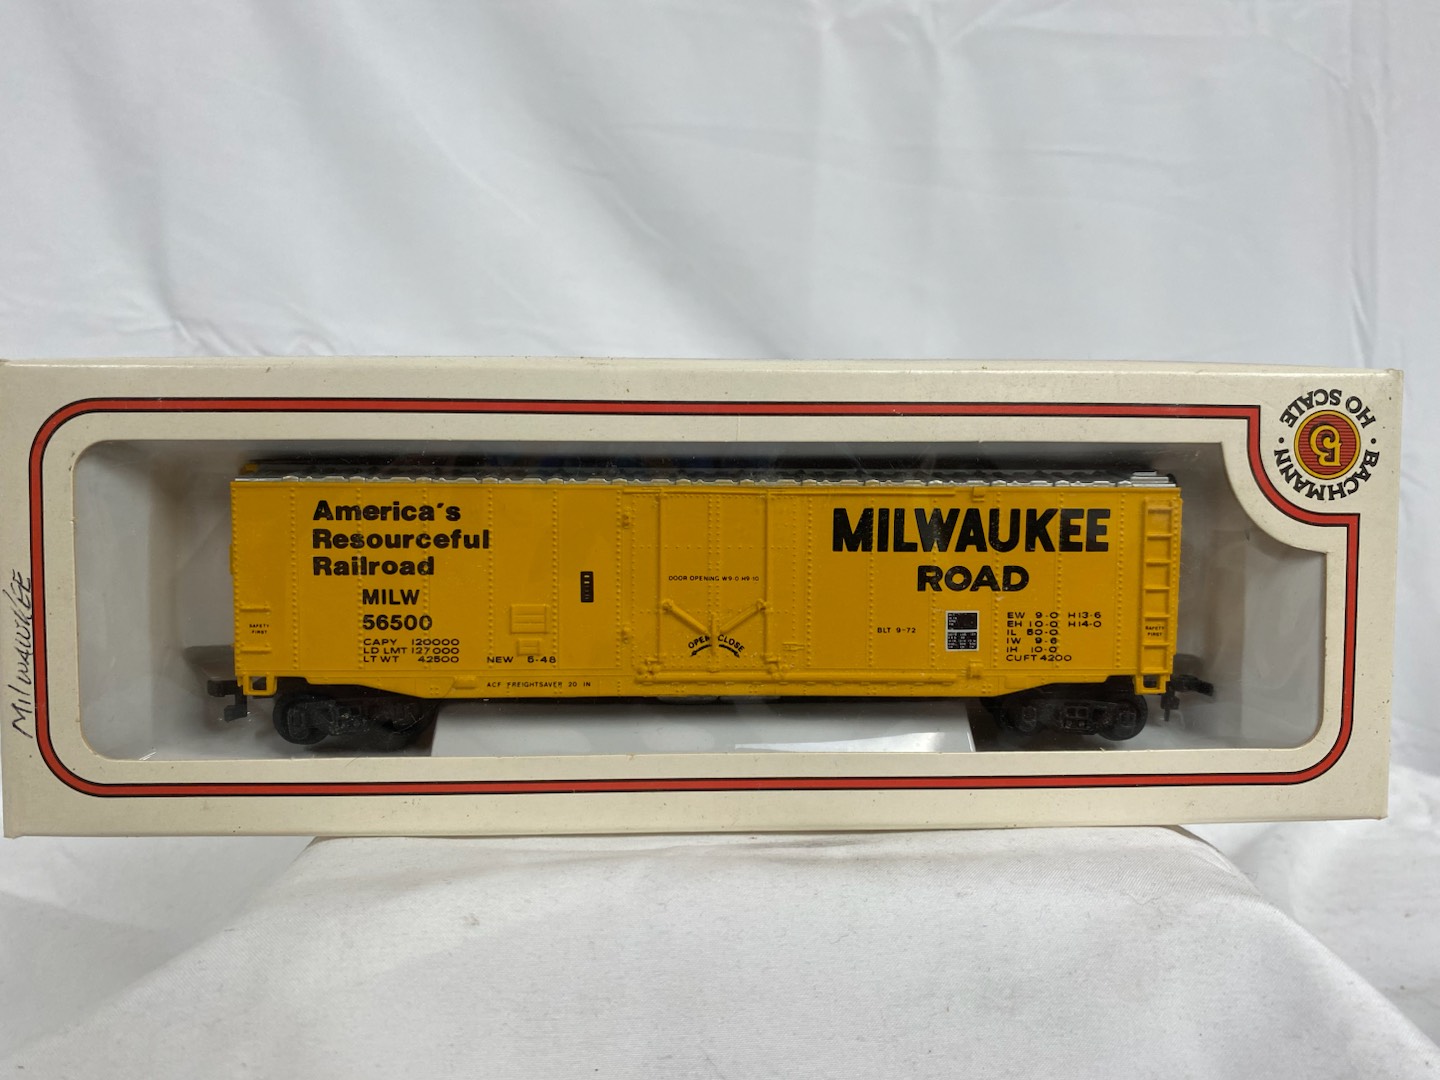 America's
Resourceful
Railroad
MILW
56500
CAPY 120000
LD LMT 127000
LT WT 42500 NEW 5-48
SAFETY
FIRST
ACF FREIGHTSAVER 20 IN
DOOR OPENING W9-0 H9-10
OPEN CLOSE
MILWAUKEE
ROAD
BLT 9-72
EW 9-0 H13-6
EH 10-0 H14-0
IL 50-0
IW 9-6
IH 10-0
CUFT 4200
SAFETY
FIRST
BACHMANN
HO SCALE
B
MILWAUKEE